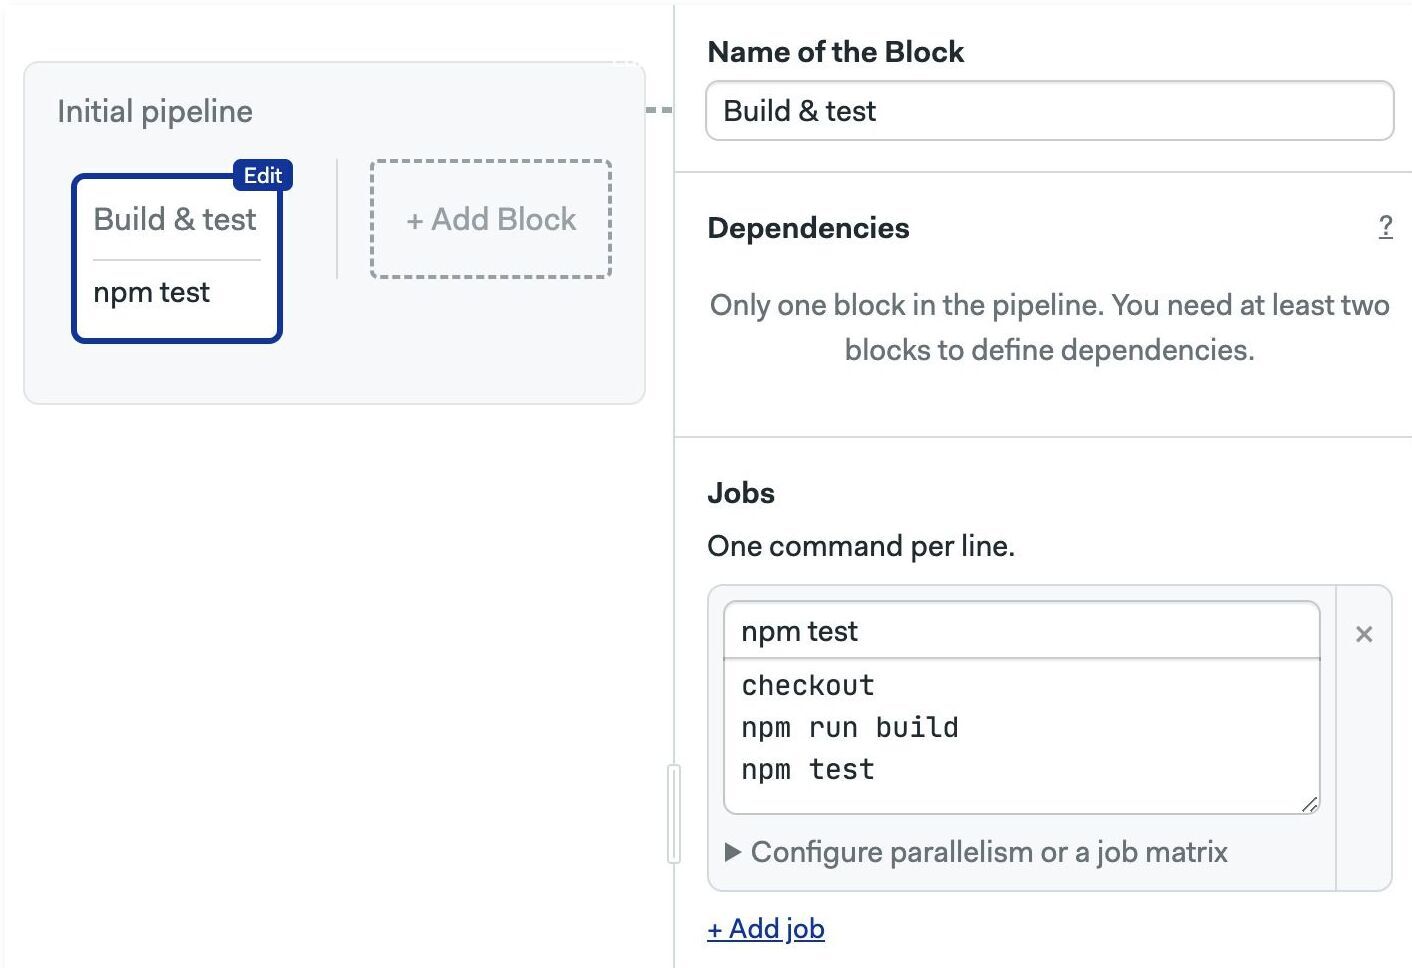 Initial pipeline
Edit
Build & test
npm test
+ Add Block
Name of the Block
Build & test
Dependencies
?
Only one block in the pipeline. You need at least two
blocks to define dependencies.
Jobs
One command per line.
npm test
×
checkout
npm run build
npm test
▶ Configure parallelism or a job matrix
+ Add job